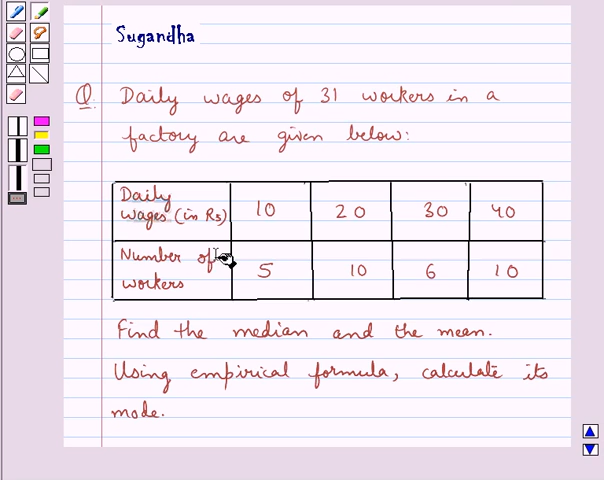 Sugandha
Q. Daily wages of 31 workers in a
factory are given below:
Daily wages (in Rs) 10 20 30 40
Number of workers 5 10 6 10
Find the median and the mean.
Using empirical formula, calculate its
mode.